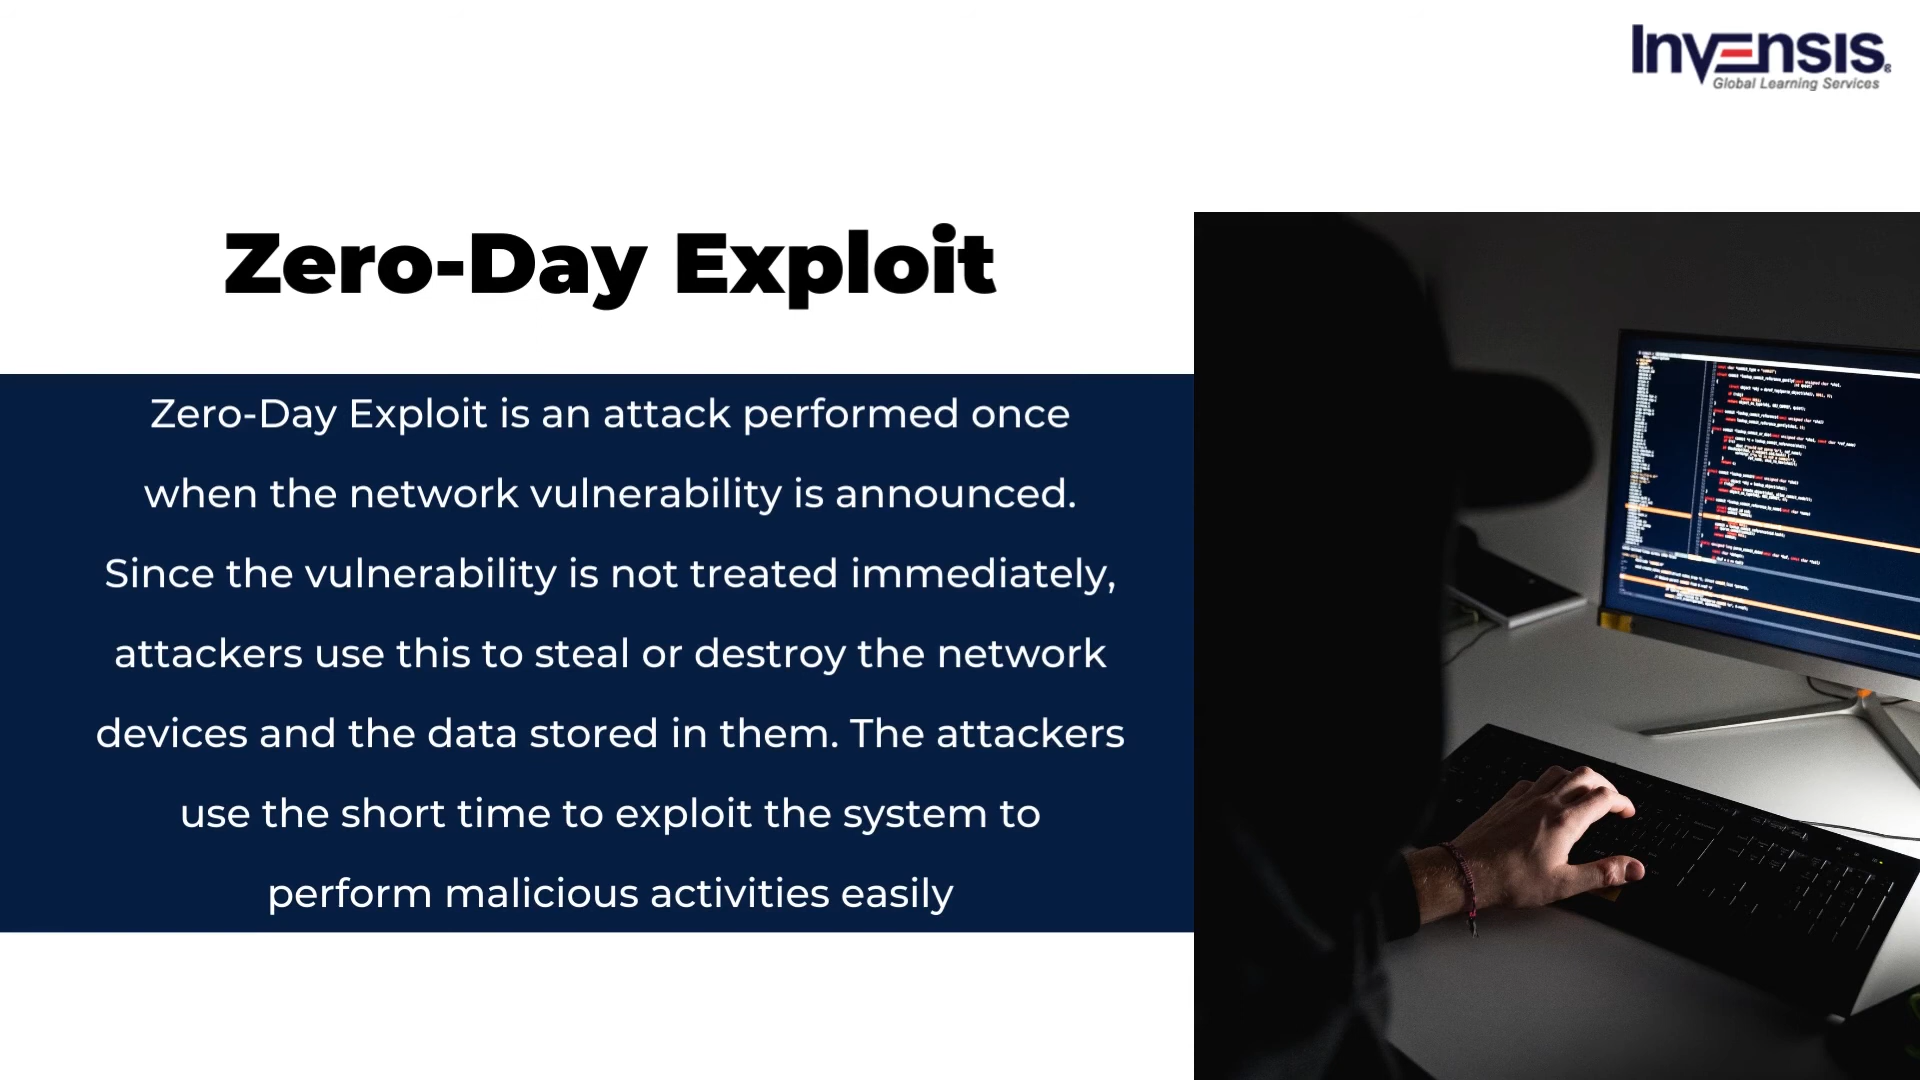 Invensis
Global Learning Services
Zero-Day Exploit
Zero-Day Exploit is an attack performed once
when the network vulnerability is announced.
Since the vulnerability is not treated immediately,
attackers use this to steal or destroy the network
devices and the data stored in them. The attackers
use the short time to exploit the system to
perform malicious activities easily